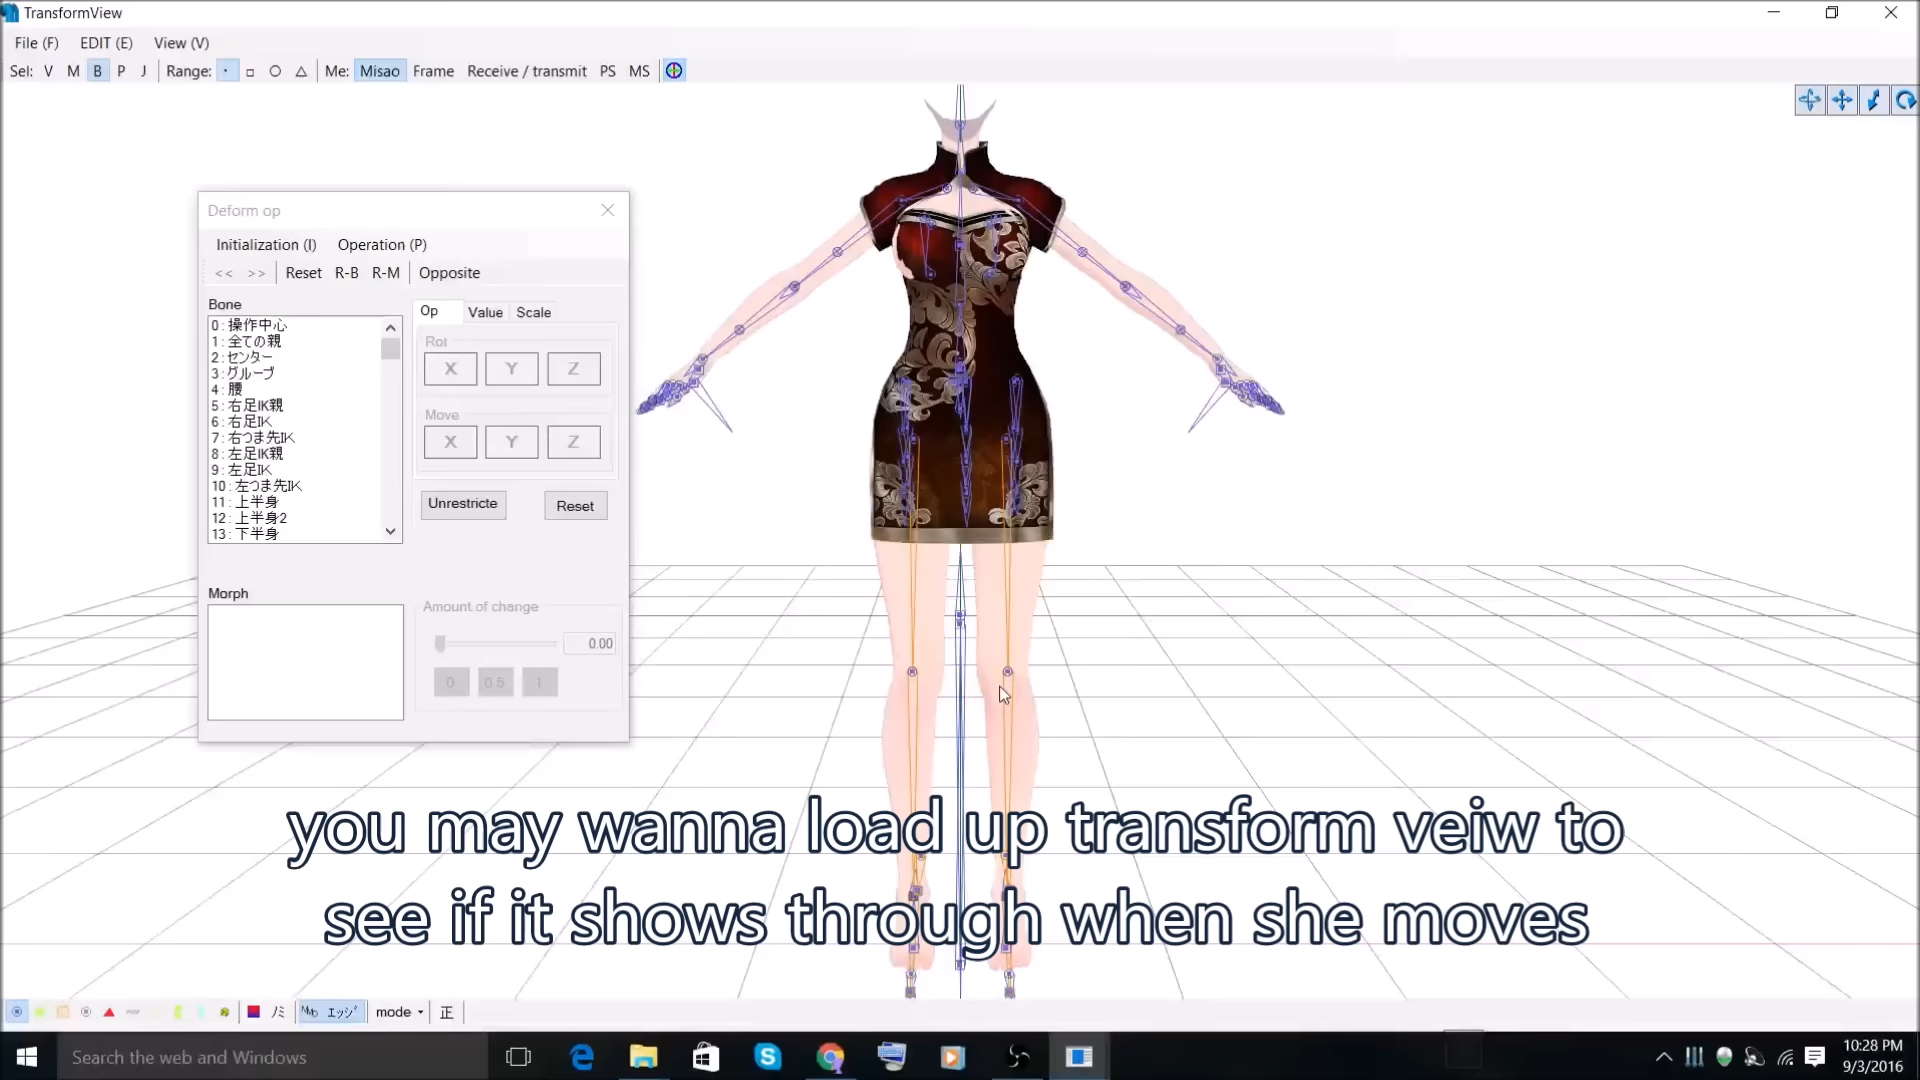 TransformView
File (F) EDIT (E) View (V)
Sel: V M B P J Range: Me: Misao Frame Receive / transmit PS MS
Deform op
Initialization (I) Operation (P)
<< >> Reset R-B R-M Opposite
Bone
0 : 操作中心
1 : 全ての親
2 : センター
3 : グルーブ
4 : 腰
5 : 右足IK親
6 : 右足IK
7 : 右つま先IK
8 : 左足IK親
9 : 左足IK
10 : 左つま先IK
11 : 上半身
12 : 上半身2
13 : 下半身
Op Value Scale
Rot
X Y Z
Move
X Y Z
Unrestricte Reset
Morph
Amount of change
0.00
0 0.5 1
you may wanna load up transform veiw to
see if it shows through when she moves
エッジ mode 正
Search the web and Windows
10:28 PM
9/3/2016